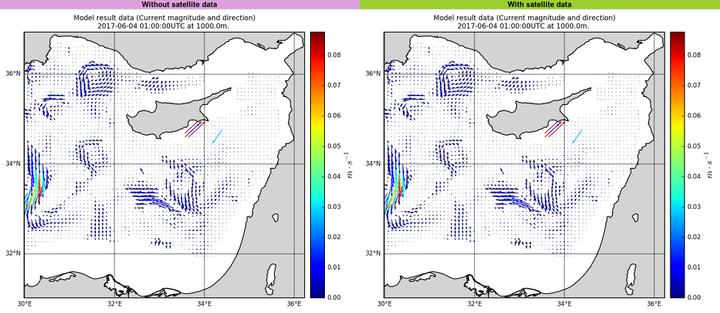 Without satellite data
With satellite data
Model result data (Current magnitude and direction)
2017-06-04 01:00:00UTC at 1000.0m.
36°N
34°N
32°N
30°E
32°E
34°E
36°E
0.08
0.07
0.06
0.05
0.04
0.03
0.02
0.01
0.00
m · s⁻¹
Model result data (Current magnitude and direction)
2017-06-04 01:00:00UTC at 1000.0m.
36°N
34°N
32°N
30°E
32°E
34°E
36°E
0.08
0.07
0.06
0.05
0.04
0.03
0.02
0.01
0.00
m · s⁻¹